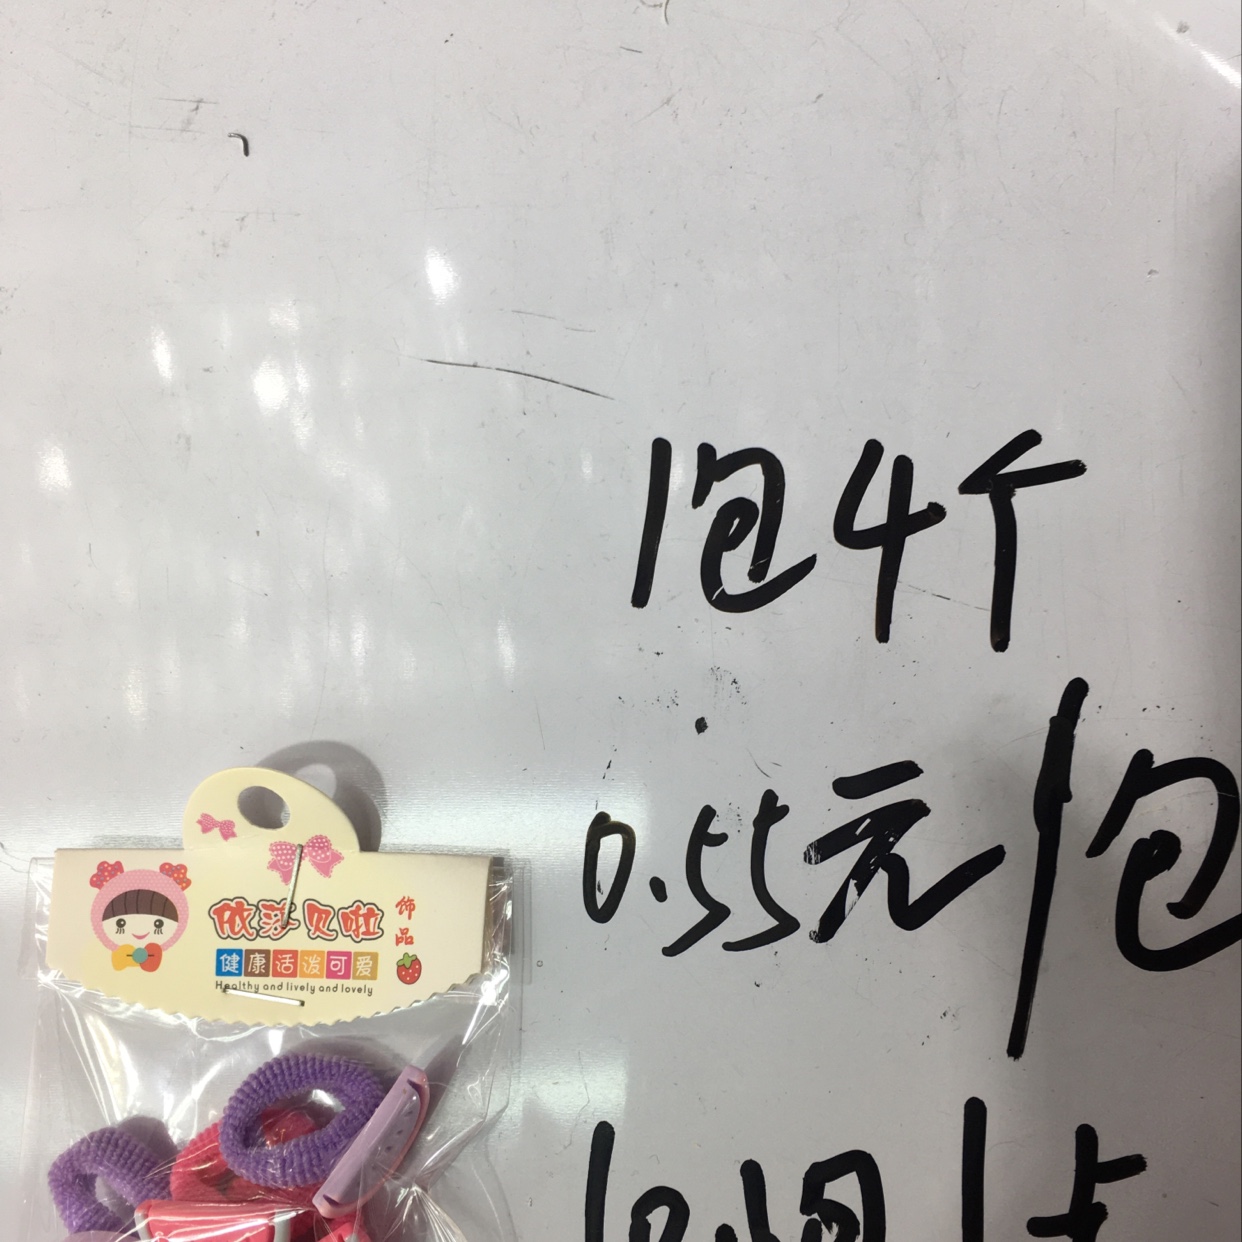 1包4个
0.55元/包
依莎贝啦 饰品
健康活泼可爱
Healthy and lively and lovely